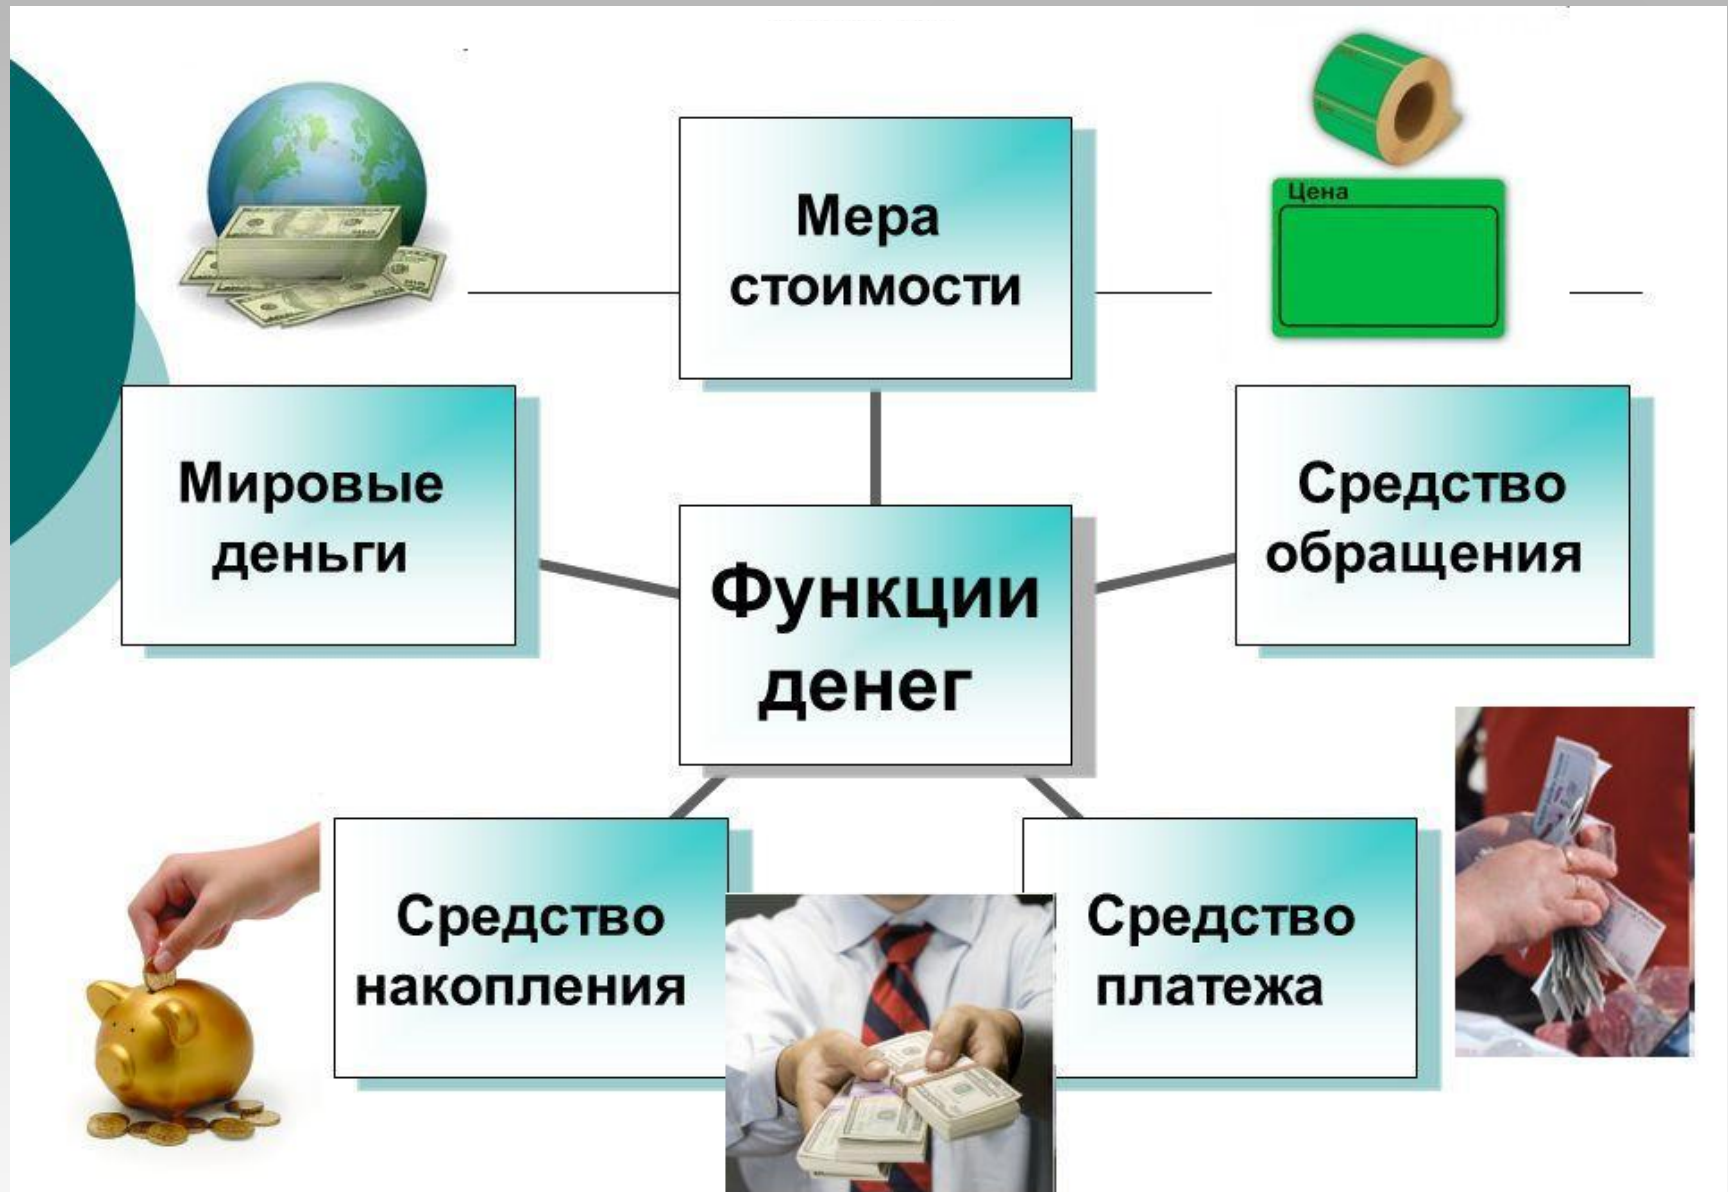 Цена
Мера
стоимости
Мировые
деньги
Средство
обращения
Функции
денег
Средство
накопления
Средство
платежа